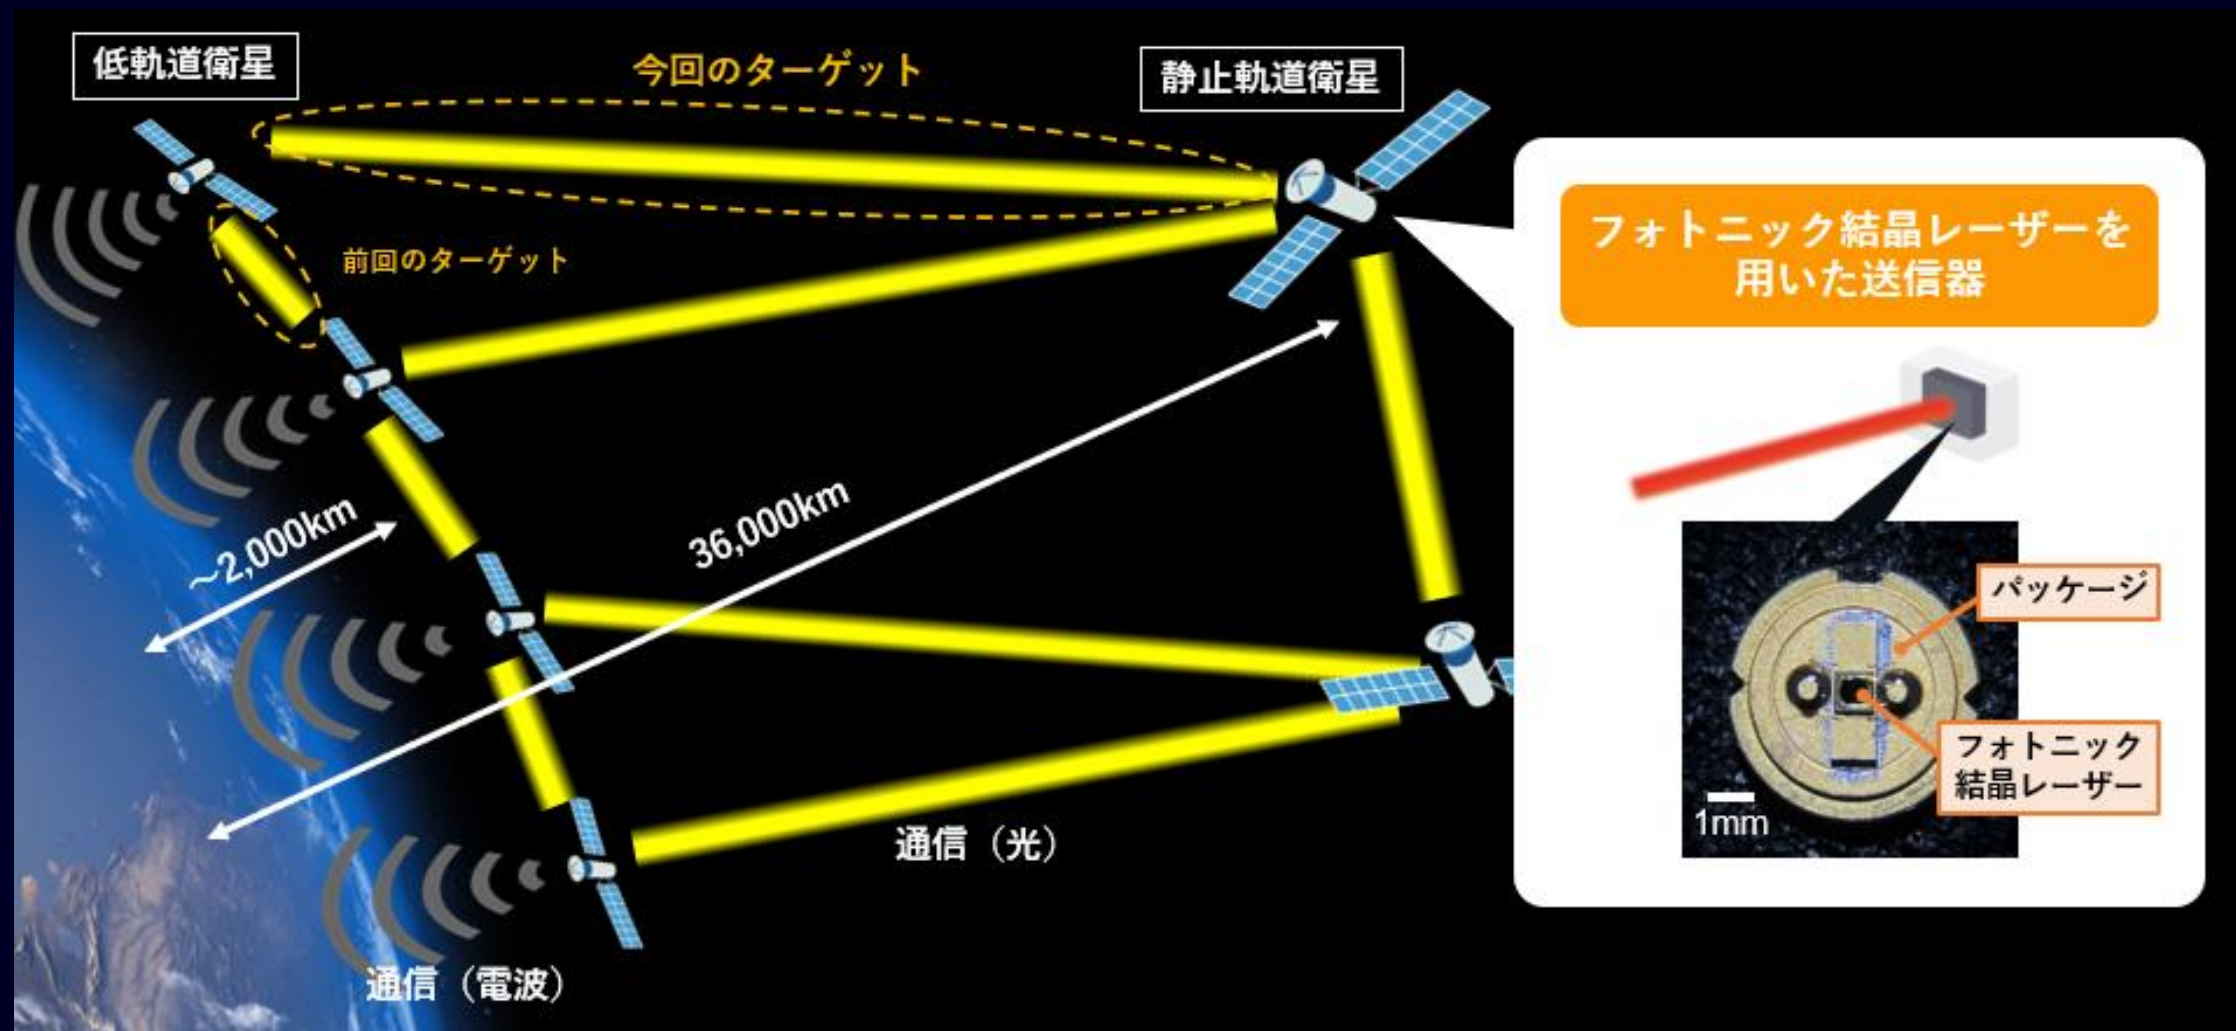 低軌道衛星
今回のターゲット
静止軌道衛星
前回のターゲット
フォトニック結晶レーザーを
用いた送信器
～2,000km
36,000km
パッケージ
フォトニック
結晶レーザー
1mm
通信（光）
通信（電波）